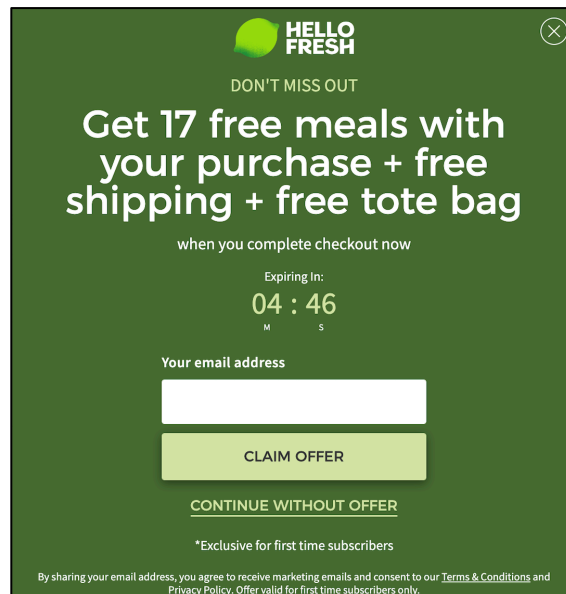 HELLO
FRESH
DON'T MISS OUT
Get 17 free meals with
your purchase + free
shipping + free tote bag
when you complete checkout now
Expiring In:
04 : 46
M S
Your email address
CLAIM OFFER
CONTINUE WITHOUT OFFER
*Exclusive for first time subscribers
By sharing your email address, you agree to receive marketing emails and consent to our Terms & Conditions and
Privacy Policy. Offer valid for first time subscribers only.